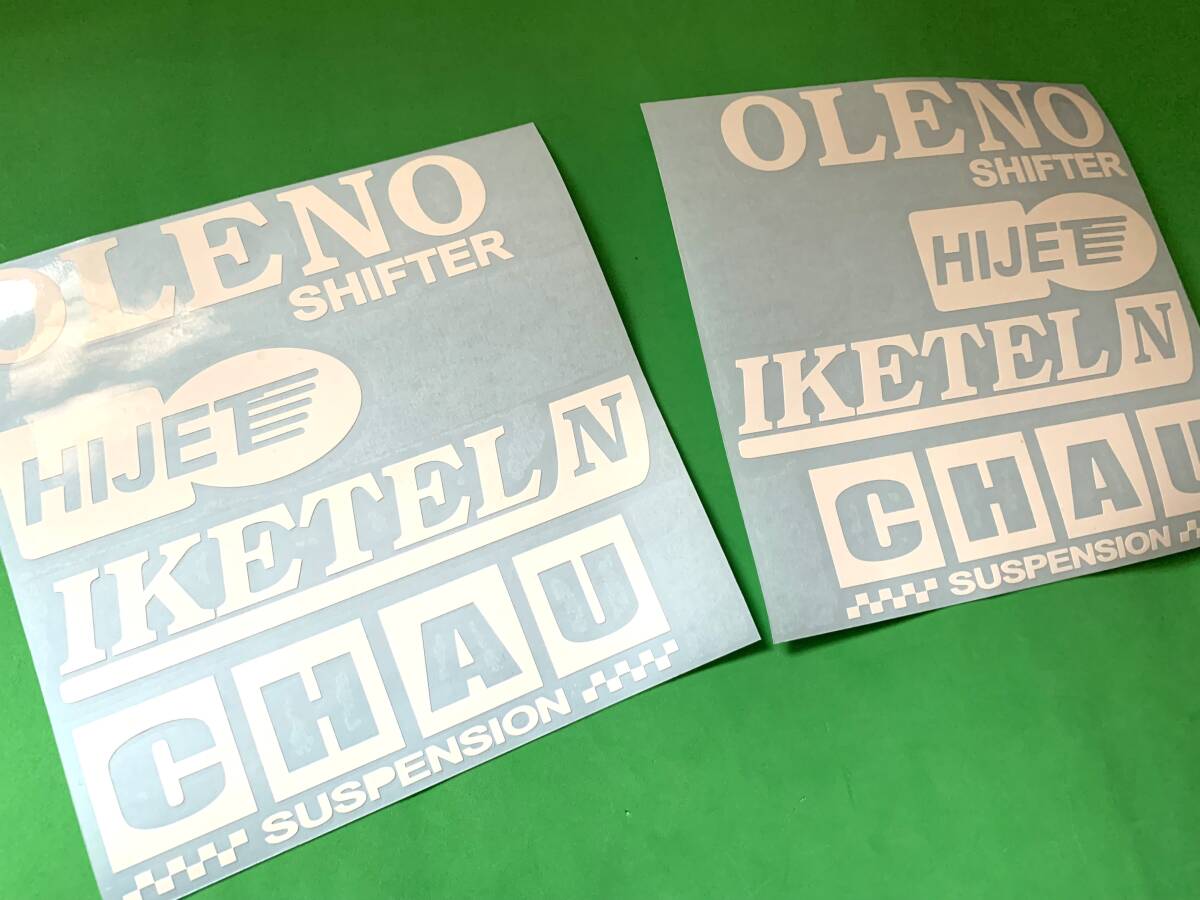 OLENO
SHIFTER
HIJET
IKETELN
CHAU
SUSPENSION
OLENO
SHIFTER
HIJET
IKETELN
CHAU
SUSPENSION